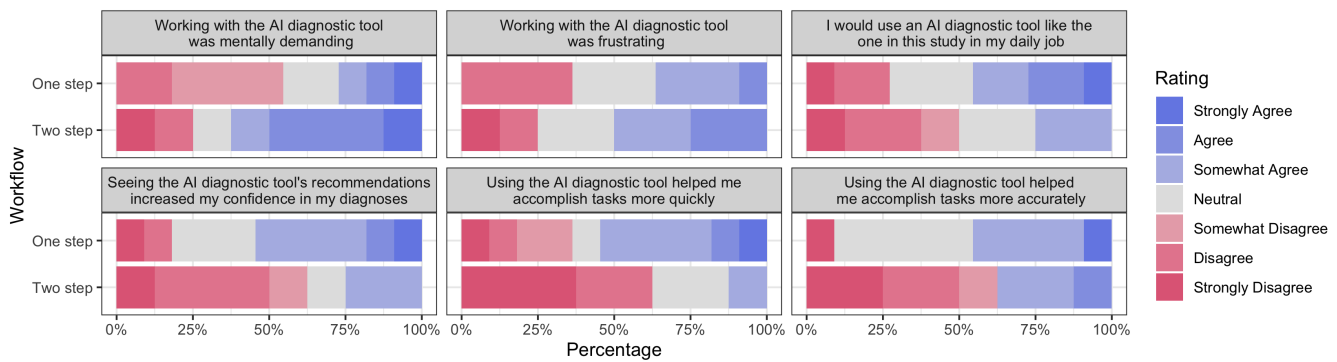 Working with the AI diagnostic tool
was mentally demanding
Working with the AI diagnostic tool
was frustrating
I would use an AI diagnostic tool like the
one in this study in my daily job
One step
Two step
Seeing the AI diagnostic tool's recommendations
increased my confidence in my diagnoses
Using the AI diagnostic tool helped me
accomplish tasks more quickly
Using the AI diagnostic tool helped
me accomplish tasks more accurately
One step
Two step
Workflow
0% 25% 50% 75% 100%
0% 25% 50% 75% 100%
0% 25% 50% 75% 100%
Percentage
Rating
Strongly Agree
Agree
Somewhat Agree
Neutral
Somewhat Disagree
Disagree
Strongly Disagree